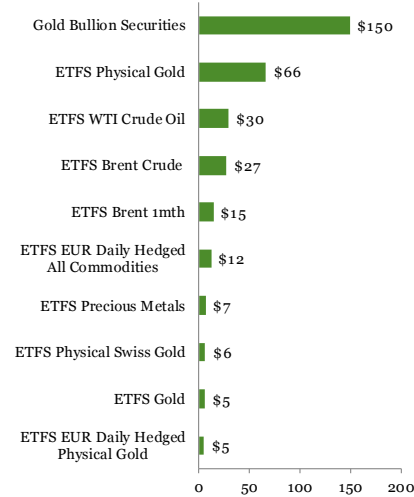 Gold Bullion Securities $150
ETFS Physical Gold $66
ETFS WTI Crude Oil $30
ETFS Brent Crude $27
ETFS Brent 1mth $15
ETFS EUR Daily Hedged
All Commodities $12
ETFS Precious Metals $7
ETFS Physical Swiss Gold $6
ETFS Gold $5
ETFS EUR Daily Hedged
Physical Gold $5
0 50 100 150 200